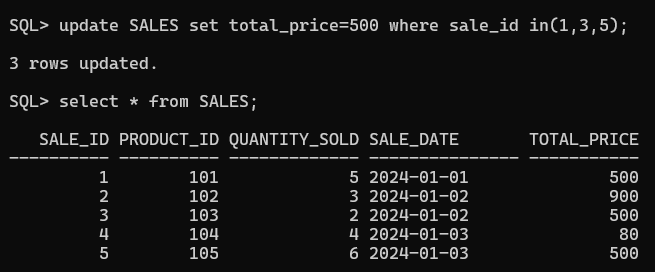 SQL> update SALES set total_price=500 where sale_id in(1,3,5);
3 rows updated.
SQL> select * from SALES;
   SALE_ID PRODUCT_ID QUANTITY_SOLD SALE_DATE       TOTAL_PRICE
---------- ---------- ------------- --------------- -----------
         1        101             5 2024-01-01              500
         2        102             3 2024-01-02              900
         3        103             2 2024-01-02              500
         4        104             4 2024-01-03               80
         5        105             6 2024-01-03              500